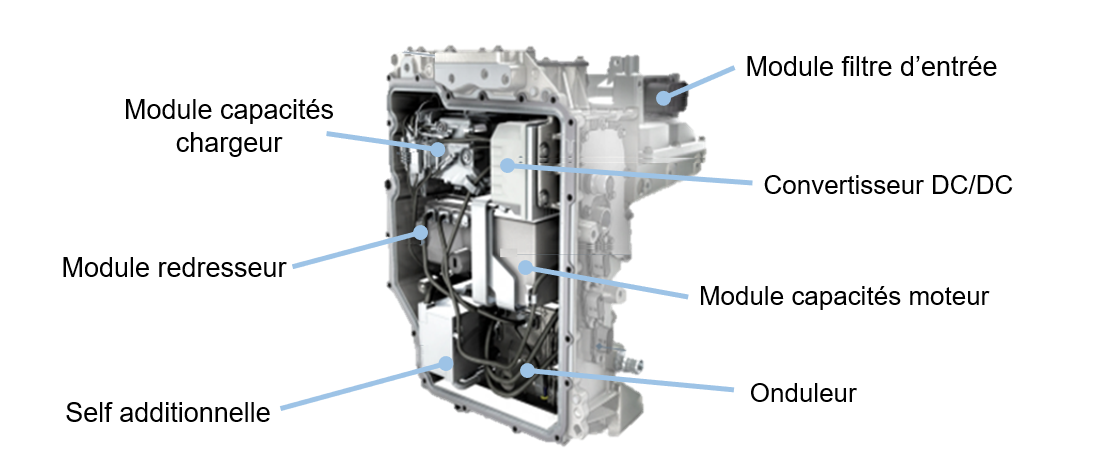 Module filtre d’entrée
Module capacités
chargeur
Convertisseur DC/DC
Module redresseur
Module capacités moteur
Onduleur
Self additionnelle